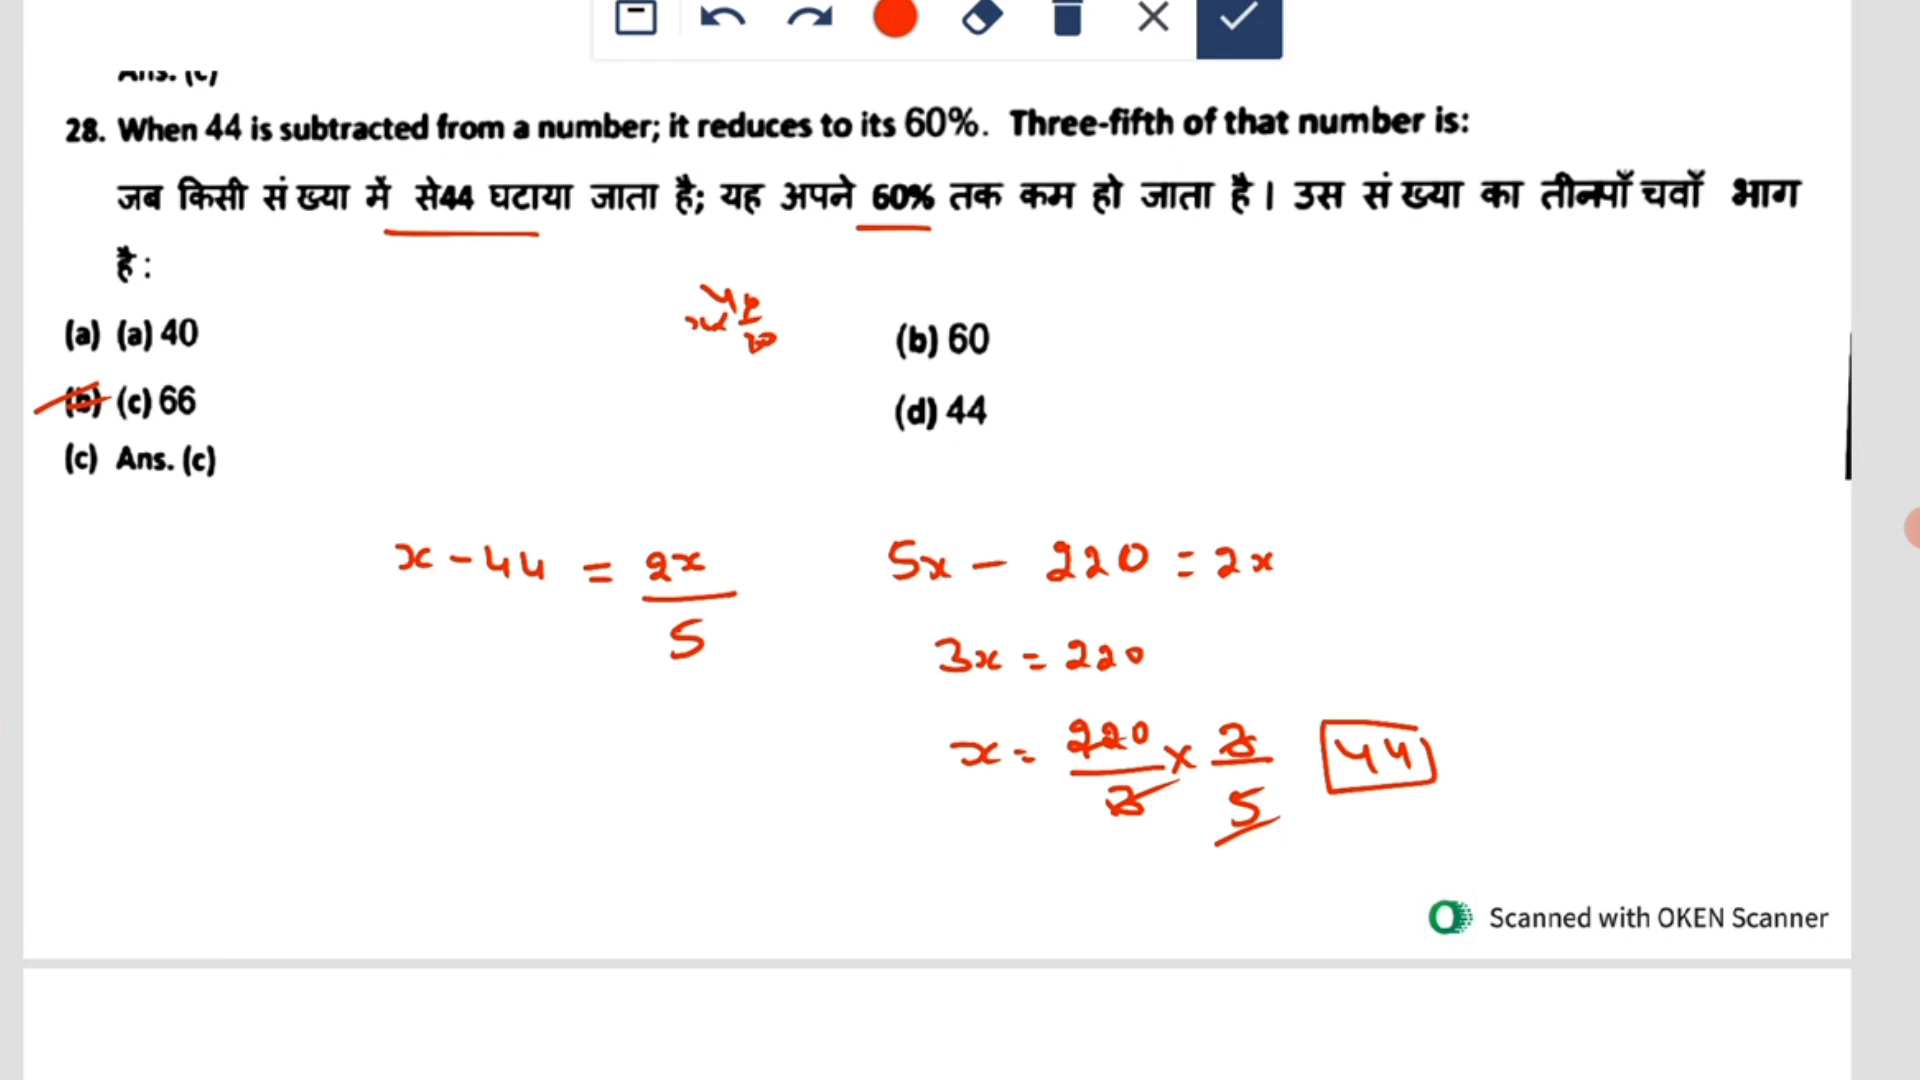 Ans. (c)
28. When 44 is subtracted from a number; it reduces to its 60%. Three-fifth of that number is:
जब किसी सं ख्या में से44 घटाया जाता है; यह अपने 60% तक कम हो जाता है। उस सं ख्या का तीनपाँ चवाँ भाग
है :
(a) (a) 40 (b) 60
(b) (c) 66 (d) 44
(c) Ans. (c)
x - 44 = 2x/5 5x - 220 = 2x
3x = 220
x = 220/3 x 3/5 44
Scanned with OKEN Scanner